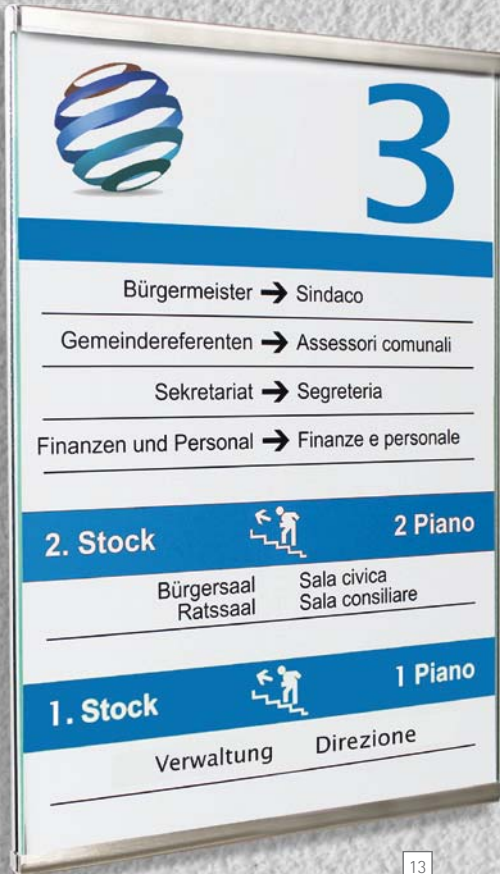 3
Bürgermeister → Sindaco
Gemeindereferenten → Assessori comunali
Sekretariat → Segreteria
Finanzen und Personal → Finanze e personale
2. Stock 2 Piano
Bürgersaal Sala civica
Ratssaal Sala consiliare
1. Stock 1 Piano
Verwaltung Direzione
13